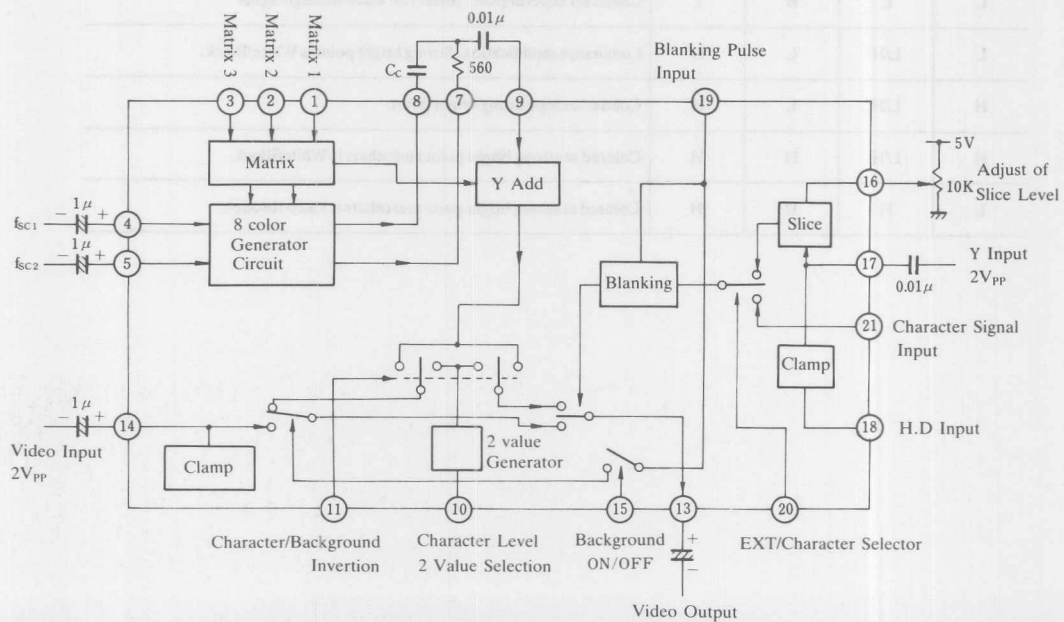 Matrix 3
Matrix 2
Matrix 1
0.01μ
Cc
560
Blanking Pulse
Input
3
2
1
8
7
9
19
5V
Matrix
Y Add
16
10K
Adjust of
Slice Level
1μ
− +
fSC1
4
8 color
Generator
Circuit
Slice
1μ
− +
fSC2
5
Blanking
17
0.01μ
Y Input
2VPP
21
Character Signal
Input
Clamp
1μ
− +
14
Video Input
2VPP
Clamp
2 value
Generator
18
H.D Input
11
10
15
13
20
Character/Background
Invertion
Character Level
2 Value Selection
Background
ON/OFF
+
−
EXT/Character Selector
Video Output